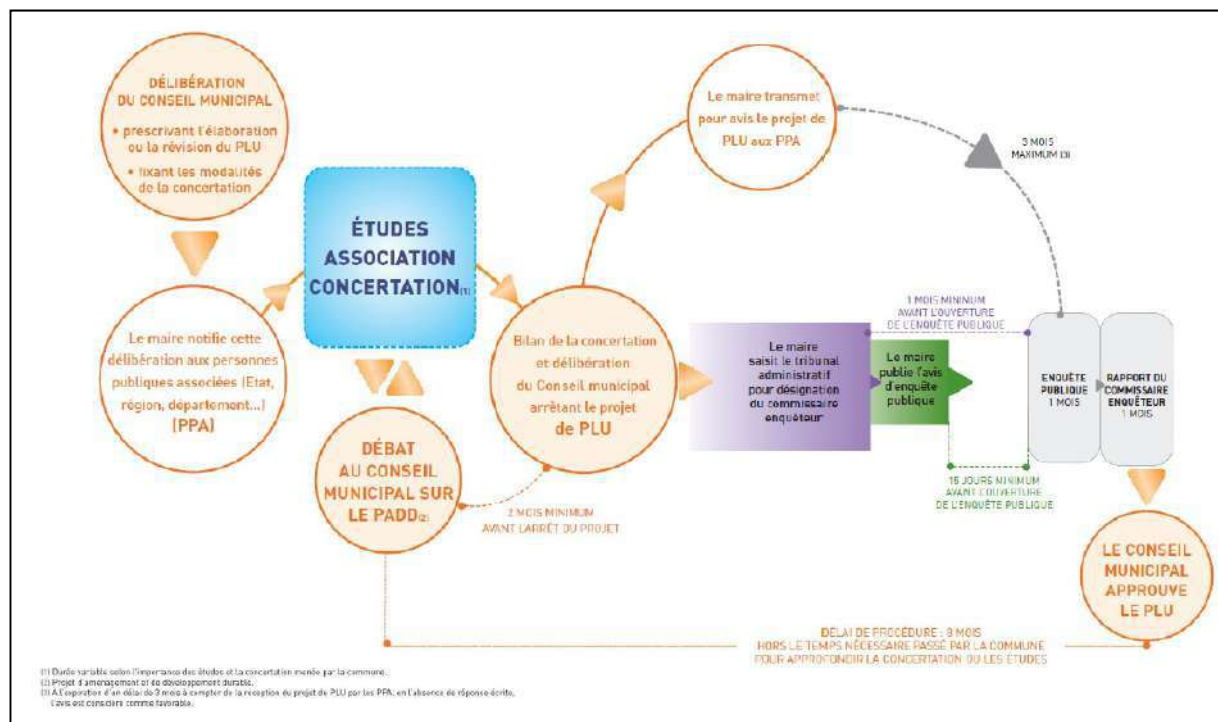 DÉLIBÉRATION
DU CONSEIL MUNICIPAL
• prescrivant l'élaboration
ou la révision du PLU
• fixant les modalités
de la concertation
Le maire notifie cette
délibération aux personnes
publiques associées (Etat,
région, département...)
(PPA)
ÉTUDES
ASSOCIATION
CONCERTATION(1)
DÉBAT
AU CONSEIL
MUNICIPAL SUR
LE PADD(2)
2 MOIS MINIMUM
AVANT L'ARRÊT DU PROJET
Bilan de la concertation
et délibération
du Conseil municipal
arrêtant le projet
de PLU
Le maire transmet
pour avis le projet de
PLU aux PPA
3 MOIS
MAXIMUM (3)
Le maire
saisit le tribunal
administratif
pour désignation
du commissaire
enquêteur
Le maire
publie l'avis
d'enquête
publique
1 MOIS MINIMUM
AVANT L'OUVERTURE
DE L'ENQUÊTE PUBLIQUE
15 JOURS MINIMUM
AVANT L'OUVERTURE
DE L'ENQUÊTE PUBLIQUE
ENQUÊTE
PUBLIQUE
1 MOIS
RAPPORT DU
COMMISSAIRE
ENQUÊTEUR
1 MOIS
LE CONSEIL
MUNICIPAL
APPROUVE
LE PLU
DÉLAI DE PROCÉDURE : MOIS
HORS LE TEMPS NÉCESSAIRE PASSÉ PAR LA COMMUNE
POUR APPROFONDIR LA CONCERTATION OU LES ÉTUDES
(1) Durée variable selon l'importance des études et la concertation menée par la commune.
(2) Projet d'aménagement et de développement durable.
(3) A l'expiration d'un délai de 3 mois à compter de la réception du projet de PLU par les PPA, en l'absence de réponse écrite,
l'avis est considéré comme favorable.